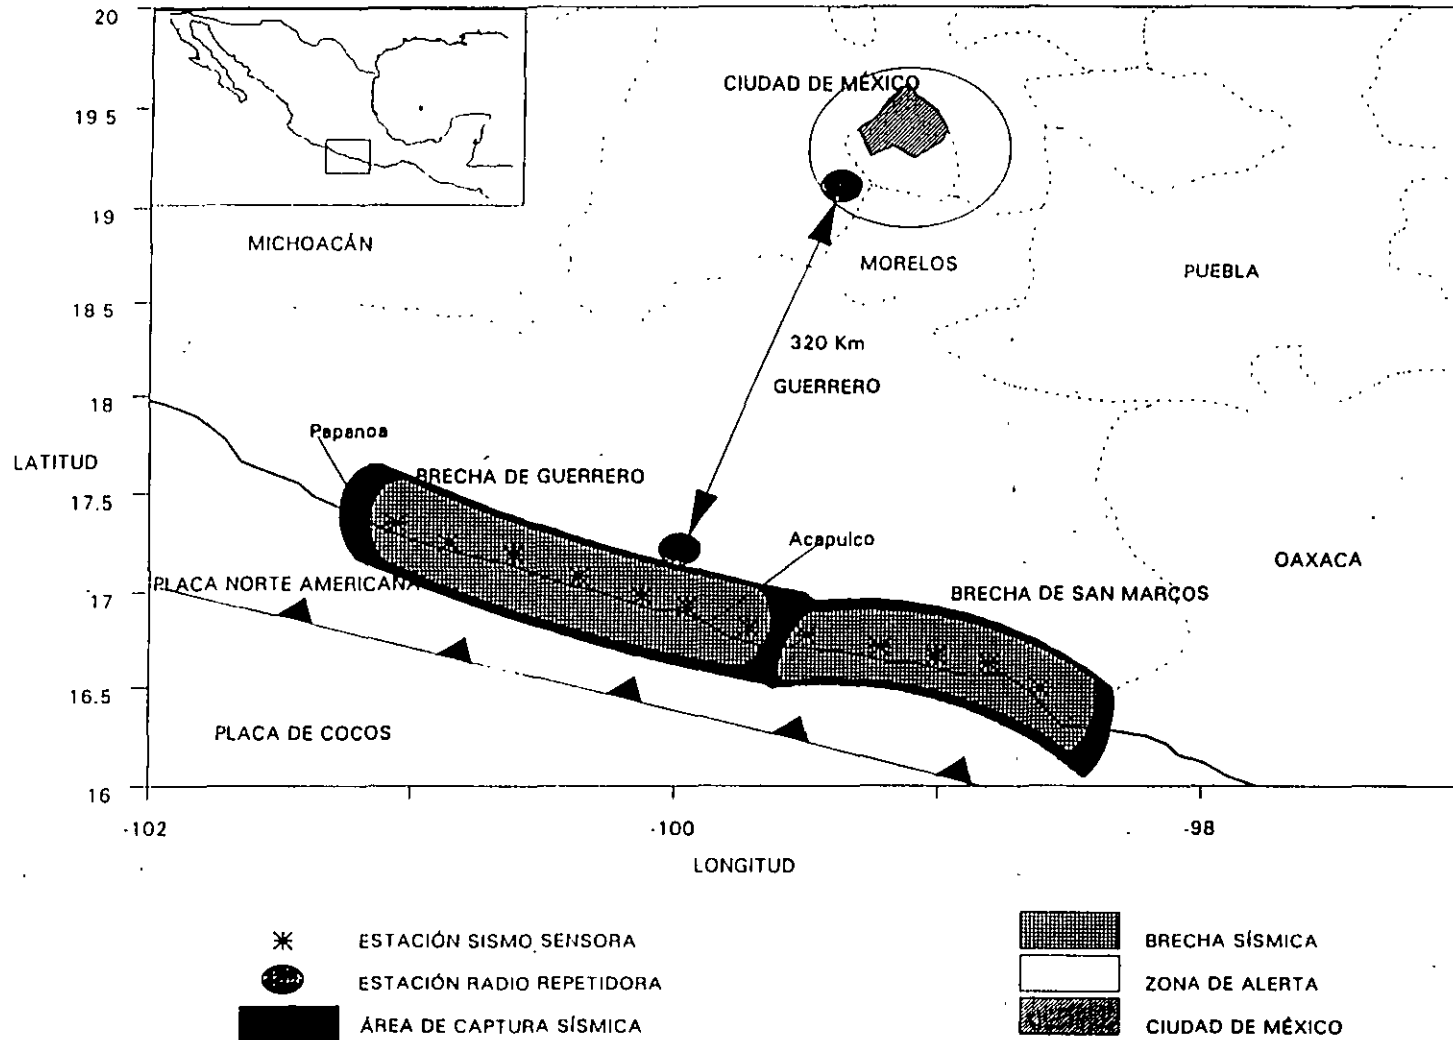 20
CIUDAD DE MÉXICO
19 5
19
MICHOACÁN
MORELOS
PUEBLA
18 5
320 Km
GUERRERO
18
Papanoa
LATITUD
BRECHA DE GUERRERO
17.5
Acapulco
OAXACA
PLACA NORTE AMERICANA
17
BRECHA DE SAN MARCOS
16.5
PLACA DE COCOS
16
-102
-100
-98
LONGITUD
ESTACIÓN SISMO SENSORA
BRECHA SÍSMICA
ESTACIÓN RADIO REPETIDORA
ZONA DE ALERTA
ÁREA DE CAPTURA SÍSMICA
CIUDAD DE MÉXICO